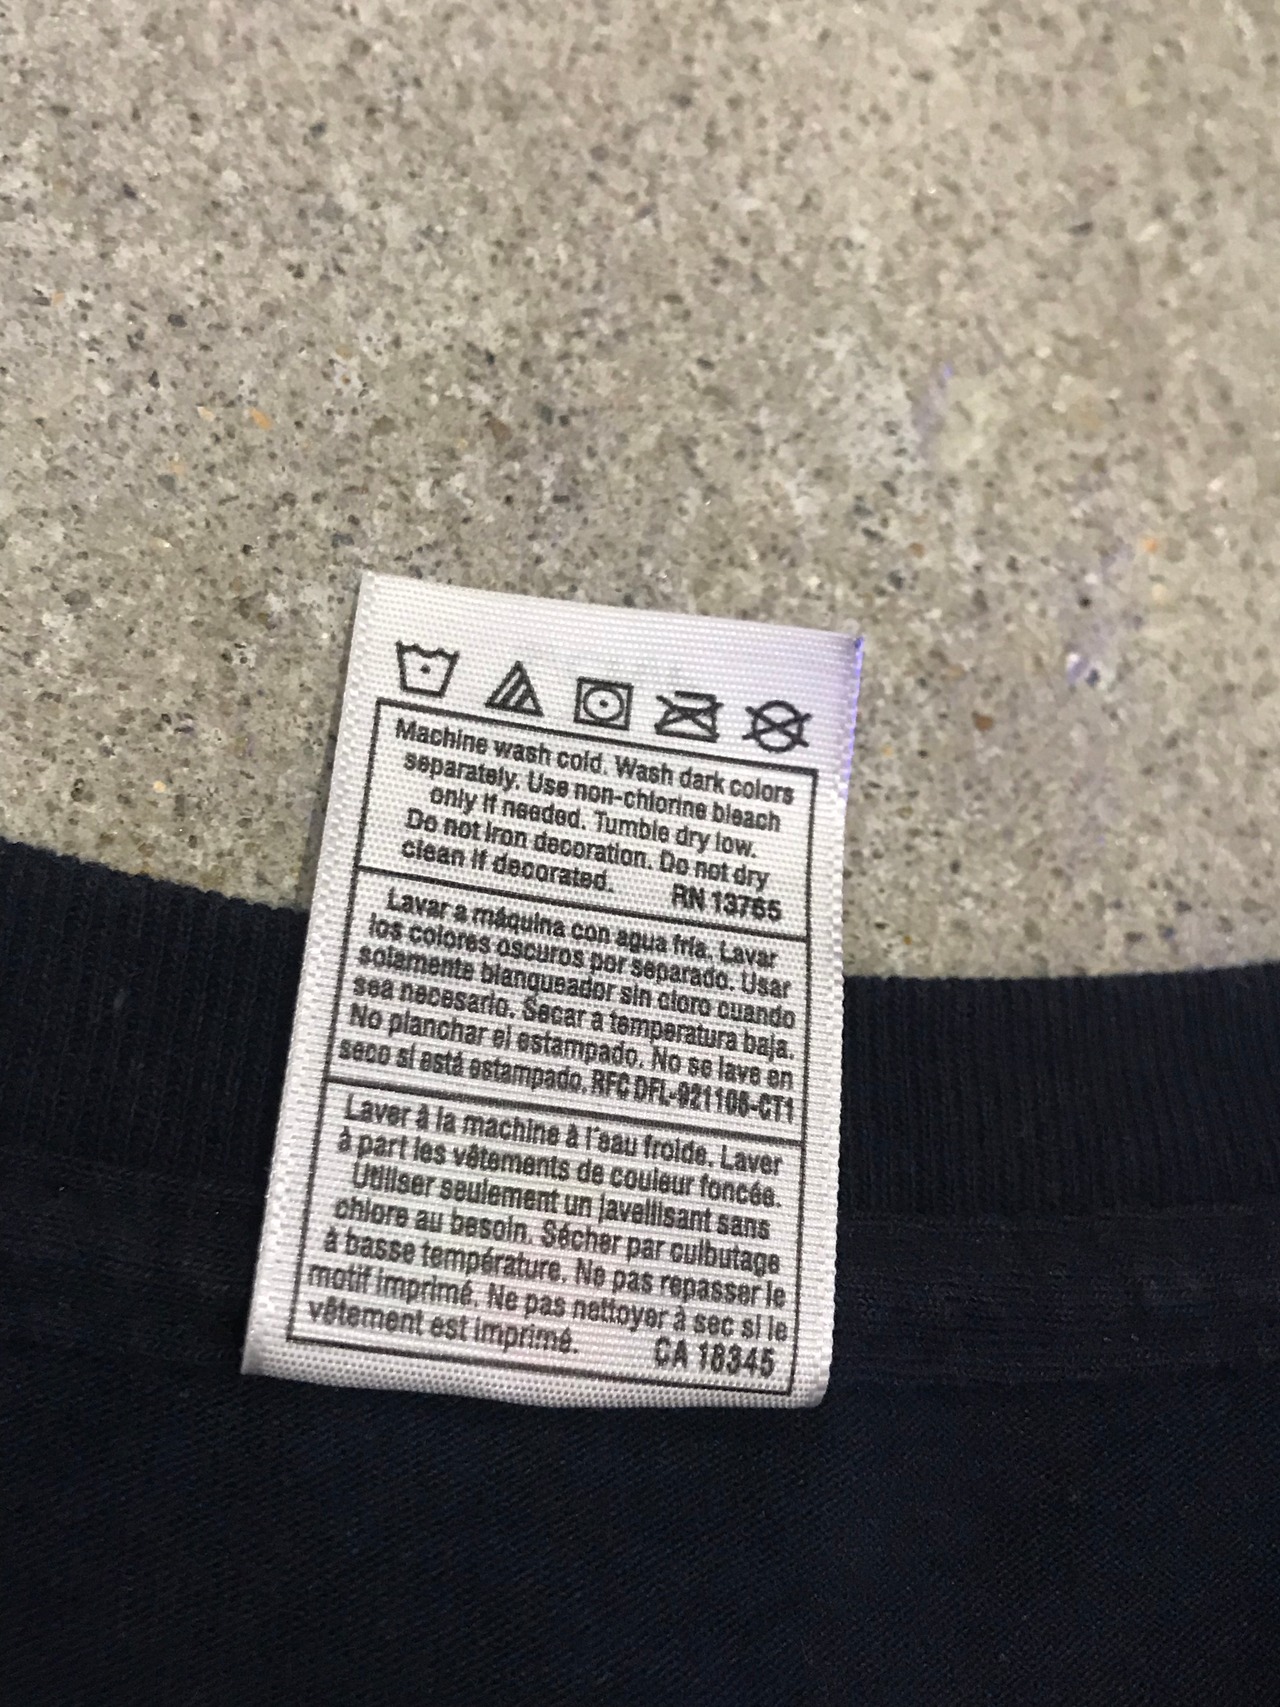 Machine wash cold. Wash dark colors
separately. Use non-chlorine bleach
only if needed. Tumble dry low.
Do not iron decoration. Do not dry
clean if decorated. RN 13765
Lavar a máquina con agua fría. Lavar
los colores oscuros por separado. Usar
solamente blanqueador sin cloro cuando
sea necesario. Secar a temperatura baja.
No planchar el estampado. No se lave en
seco si está estampado. RFC DFL-921106-CT1
Laver à la machine à l'eau froide. Laver
à part les vêtements de couleur foncée.
Utiliser seulement un javellisant sans
chlore au besoin. Sécher par culbutage
à basse température. Ne pas repasser le
motif imprimé. Ne pas nettoyer à sec si le
vêtement est imprimé. CA 18345